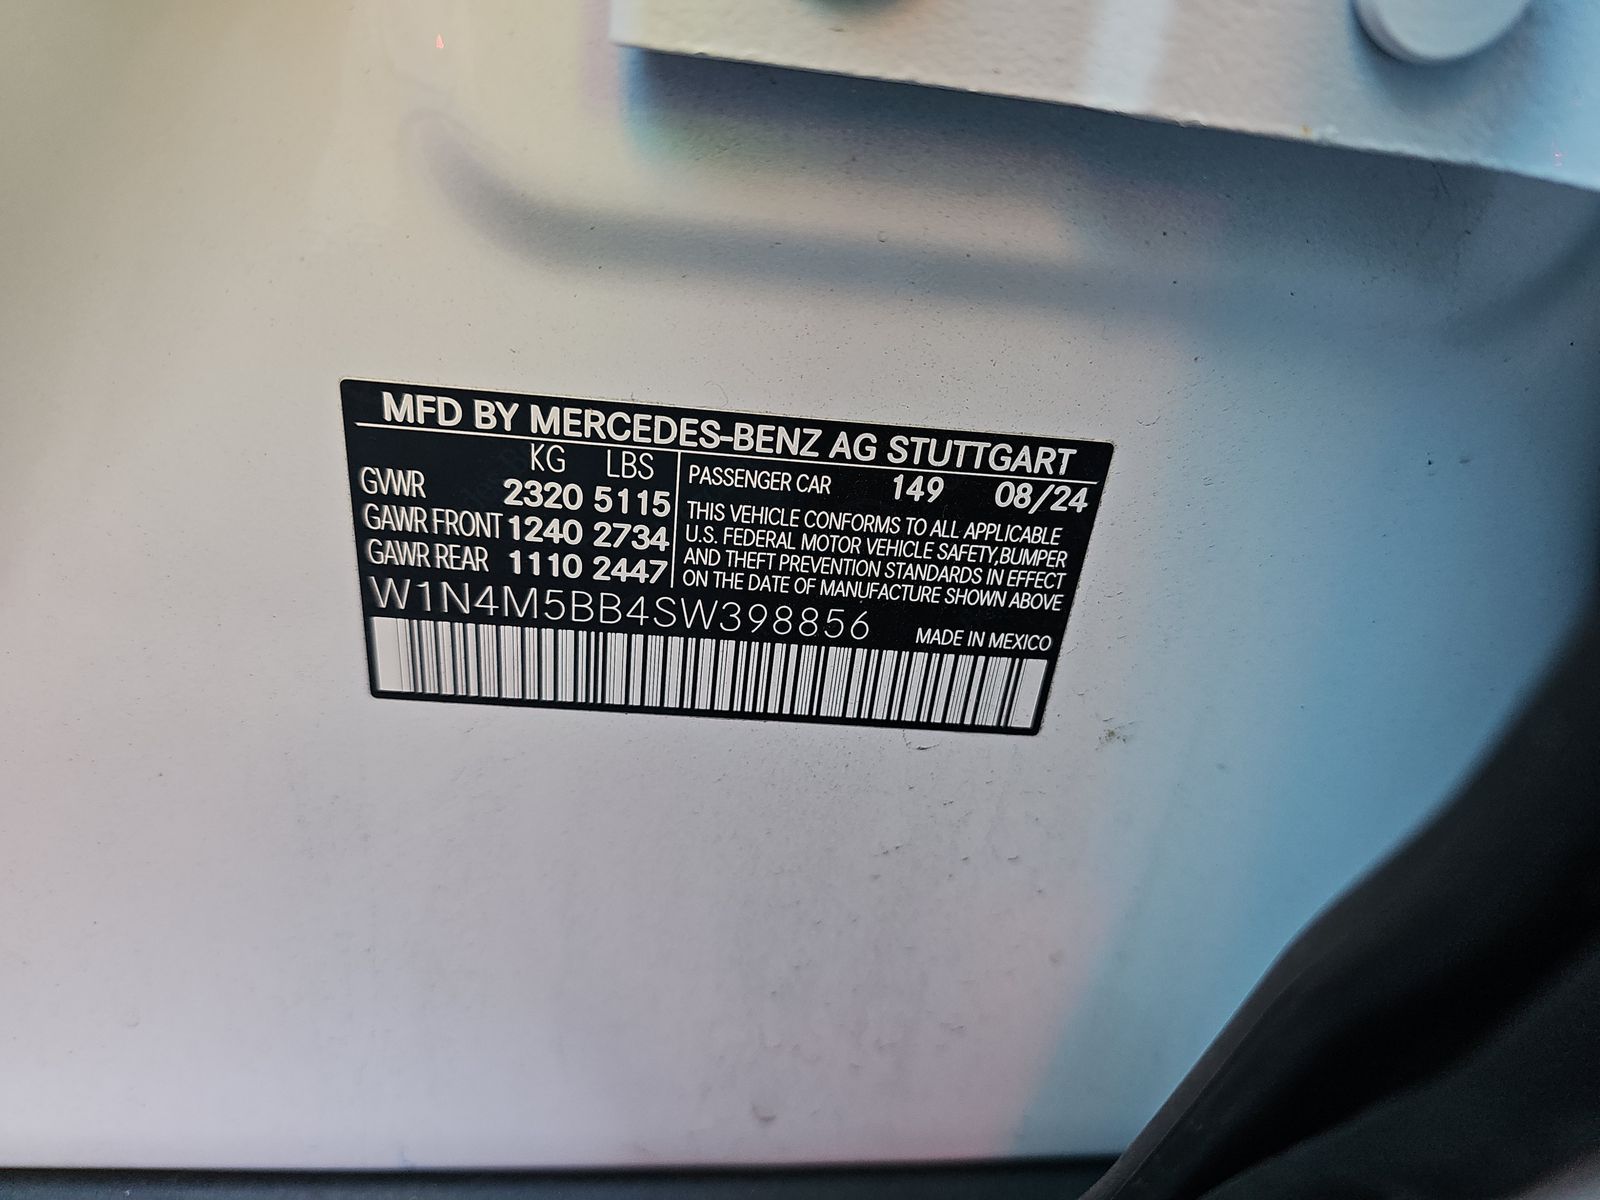 MFD BY MERCEDES-BENZ AG STUTTGART
KG LBS
GVWR 2320 5115
GAWR FRONT 1240 2734
GAWR REAR 1110 2447
PASSENGER CAR 149 08/24
THIS VEHICLE CONFORMS TO ALL APPLICABLE
U.S. FEDERAL MOTOR VEHICLE SAFETY,BUMPER
AND THEFT PREVENTION STANDARDS IN EFFECT
ON THE DATE OF MANUFACTURE SHOWN ABOVE
W1N4M5BB4SW398856
MADE IN MEXICO